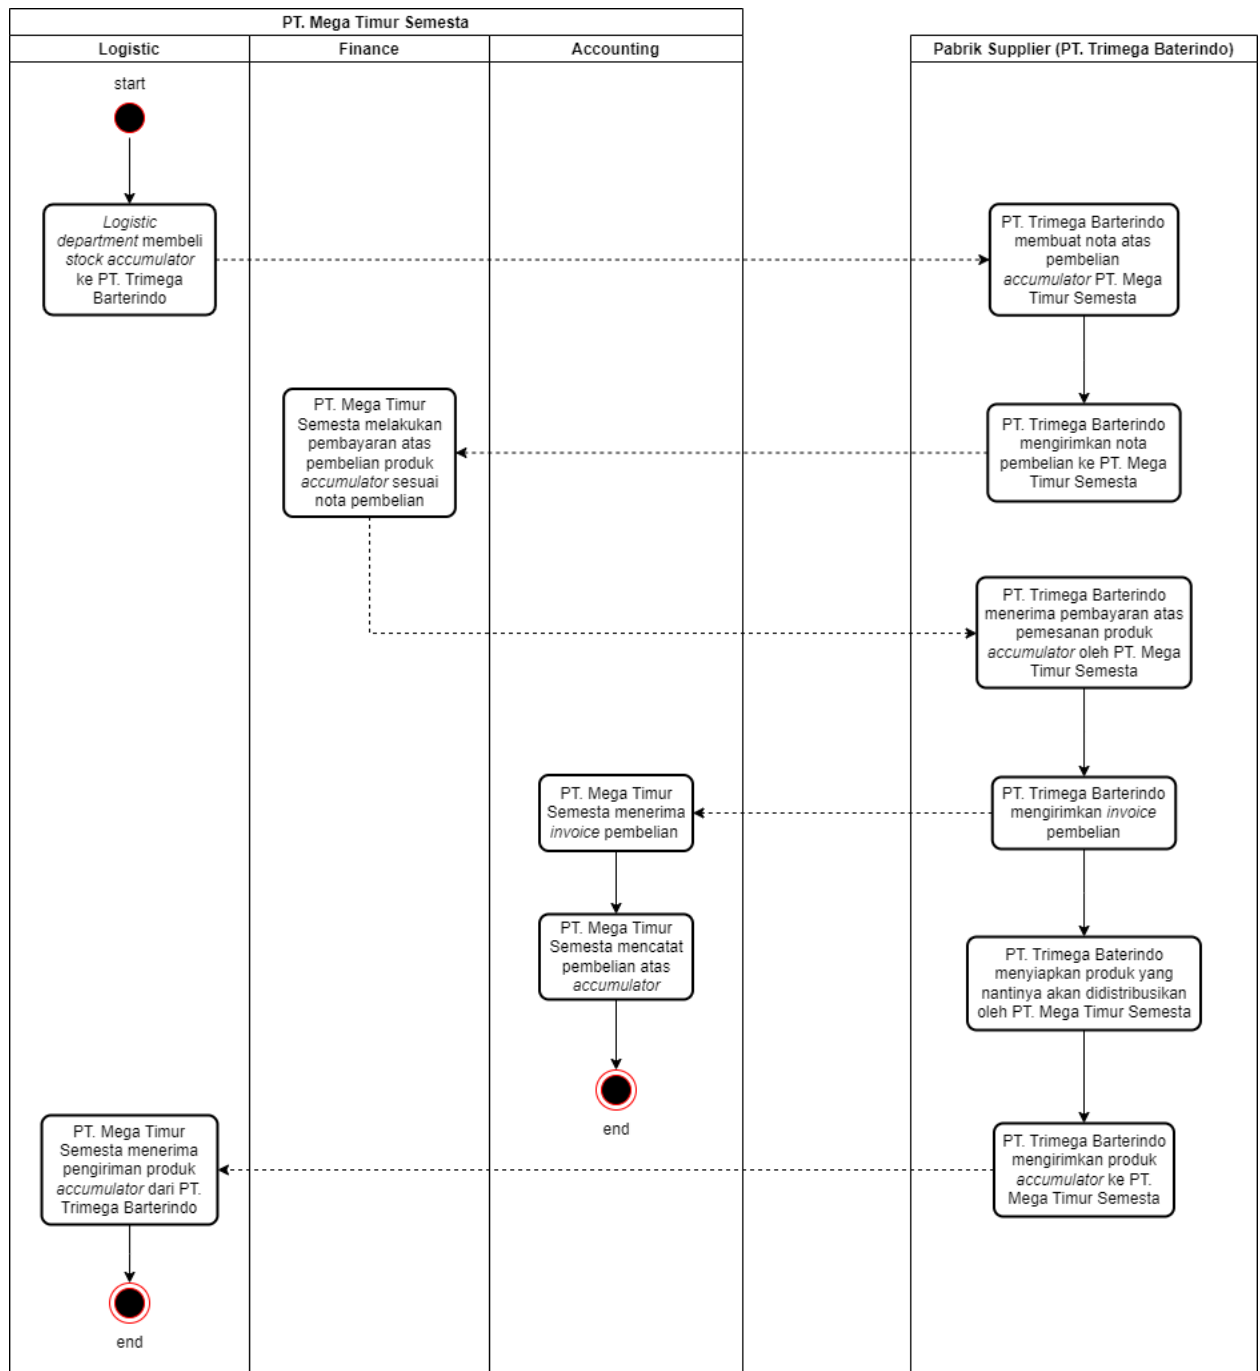 PT. Mega Timur Semesta
Logistic
Finance
Accounting
Pabrik Supplier (PT. Trimega Baterindo)
start
Logistic
department membeli
stock accumulator
ke PT. Trimega
Barterindo
PT. Trimega Barterindo
membuat nota atas
pembelian
accumulator PT. Mega
Timur Semesta
PT. Mega Timur
Semesta melakukan
pembayaran atas
pembelian produk
accumulator sesuai
nota pembelian
PT. Trimega Barterindo
mengirimkan nota
pembelian ke PT. Mega
Timur Semesta
PT. Trimega Barterindo
menerima pembayaran atas
pemesanan produk
accumulator oleh PT. Mega
Timur Semesta
PT. Mega Timur
Semesta menerima
invoice pembelian
PT. Trimega Barterindo
mengirimkan invoice
pembelian
PT. Mega Timur
Semesta mencatat
pembelian atas
accumulator
PT. Trimega Baterindo
menyiapkan produk yang
nantinya akan didistribusikan
oleh PT. Mega Timur Semesta
end
PT. Mega Timur
Semesta menerima
pengiriman produk
accumulator dari PT.
Trimega Barterindo
PT. Trimega Barterindo
mengirimkan produk
accumulator ke PT.
Mega Timur Semesta
end